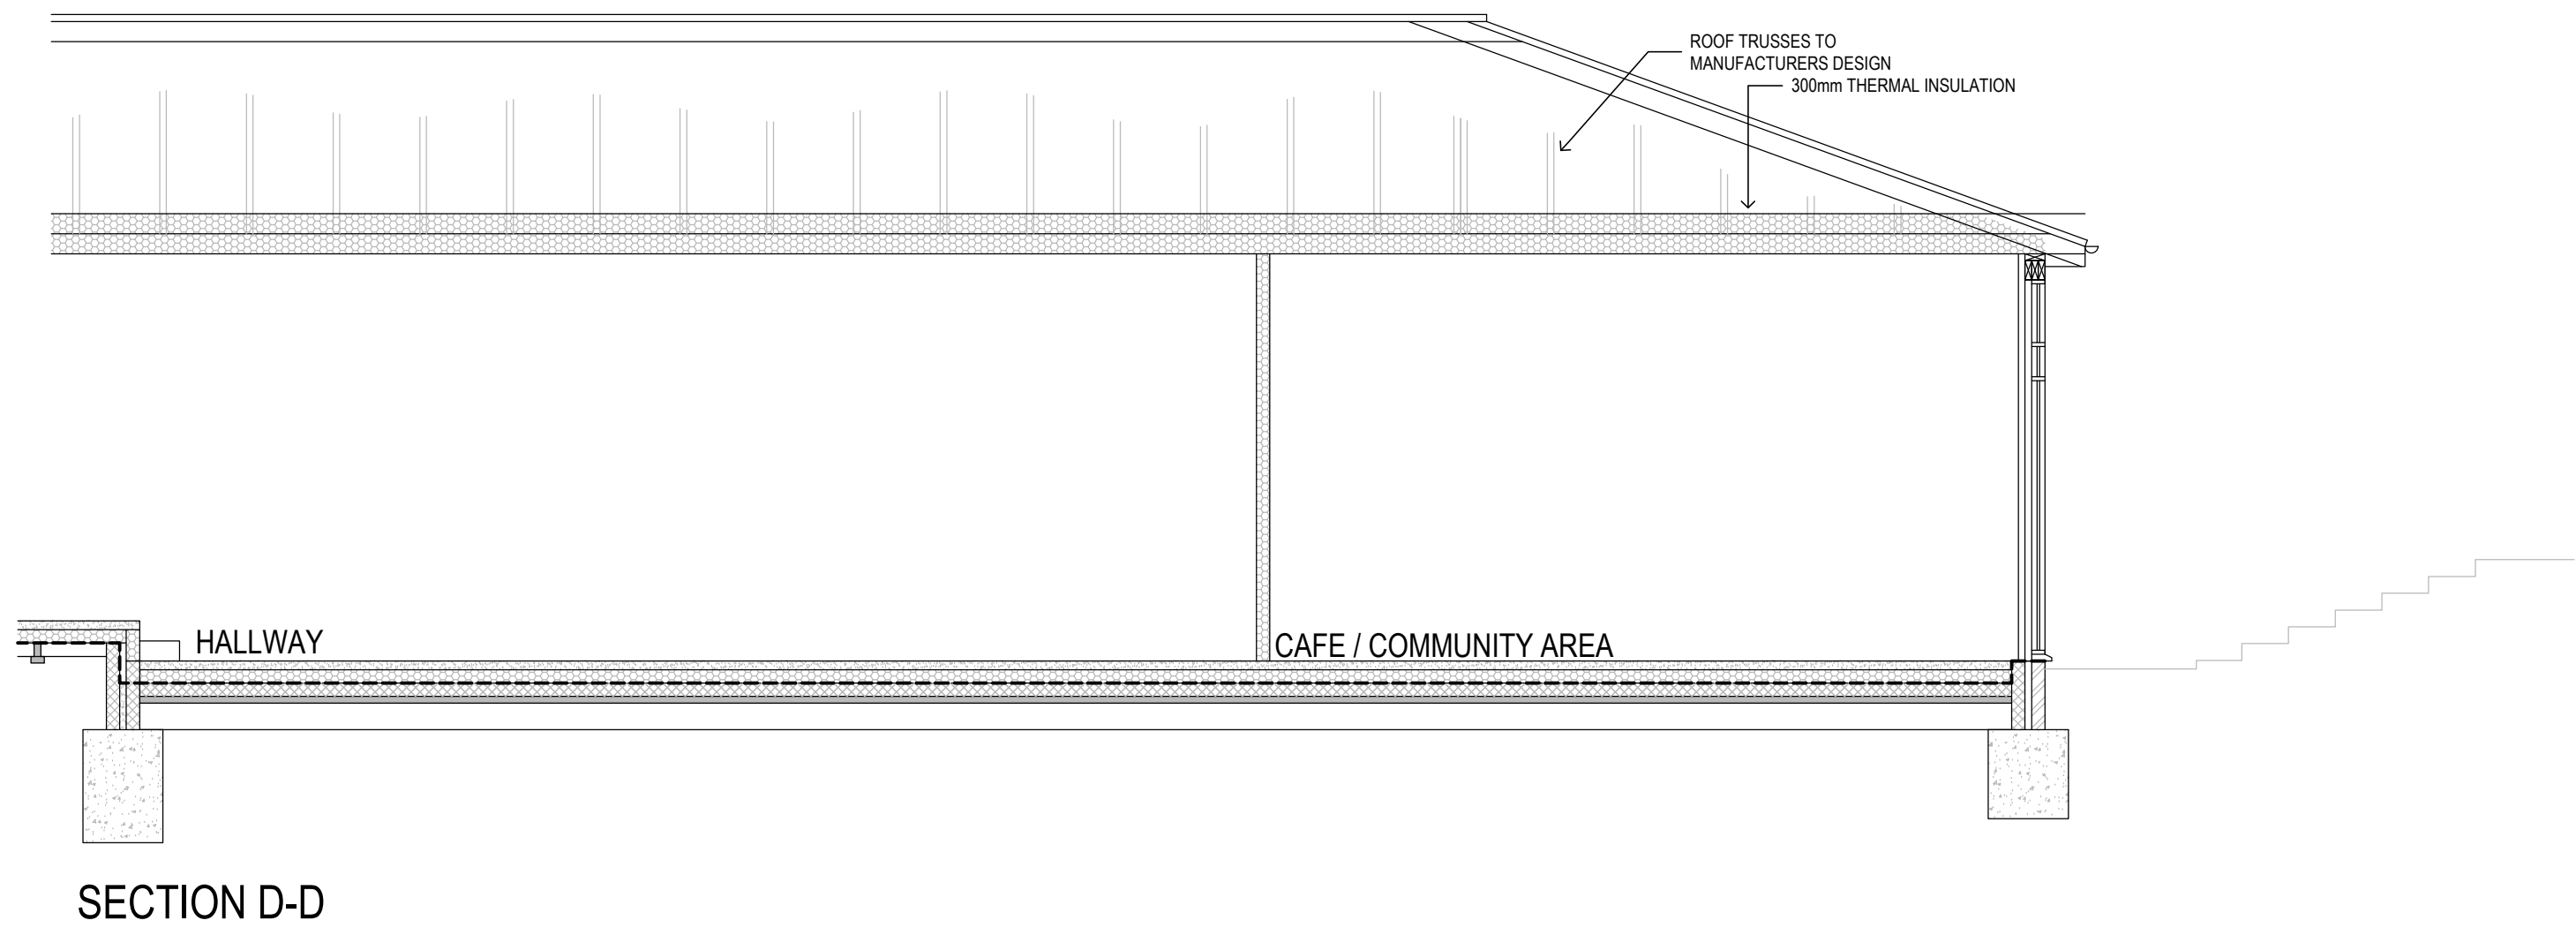 ROOF TRUSSES TO
MANUFACTURERS DESIGN
300mm THERMAL INSULATION
HALLWAY
CAFE / COMMUNITY AREA
SECTION D-D